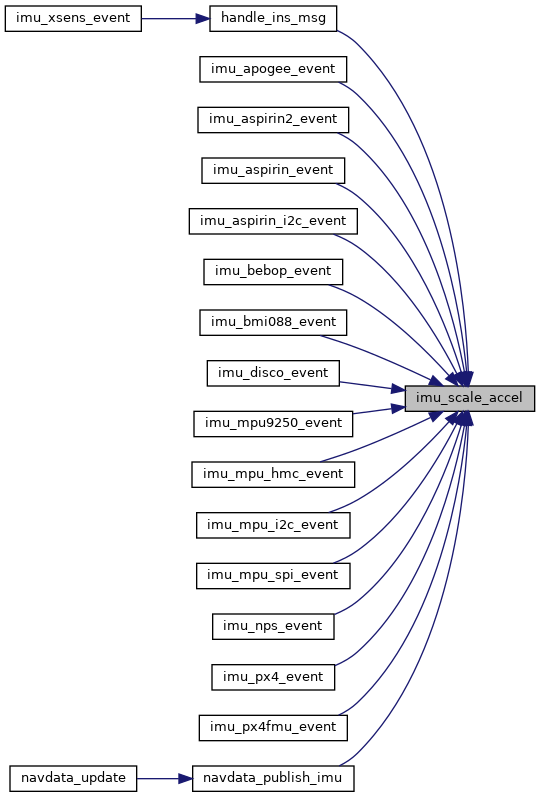 imu_xsens_event
handle_ins_msg
imu_apogee_event
imu_aspirin2_event
imu_aspirin_event
imu_aspirin_i2c_event
imu_bebop_event
imu_bmi088_event
imu_disco_event
imu_scale_accel
imu_mpu9250_event
imu_mpu_hmc_event
imu_mpu_i2c_event
imu_mpu_spi_event
imu_nps_event
imu_px4_event
imu_px4fmu_event
navdata_update
navdata_publish_imu